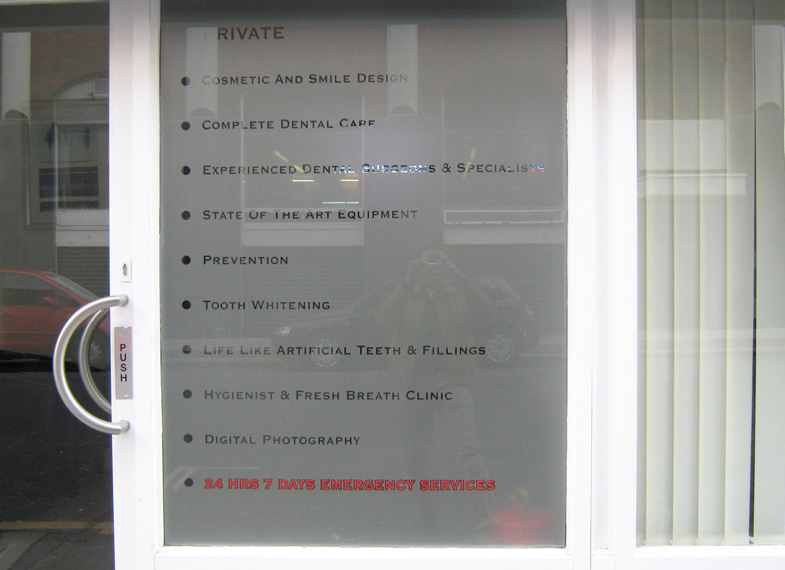 PRIVATE
COSMETIC AND SMILE DESIGN
COMPLETE DENTAL CARE
EXPERIENCED DENTAL SURGEONS & SPECIALISTS
STATE OF THE ART EQUIPMENT
PREVENTION
TOOTH WHITENING
LIFE LIKE ARTIFICIAL TEETH & FILLINGS
PUSH
HYGIENIST & FRESH BREATH CLINIC
DIGITAL PHOTOGRAPHY
24 HRS 7 DAYS EMERGENCY SERVICES